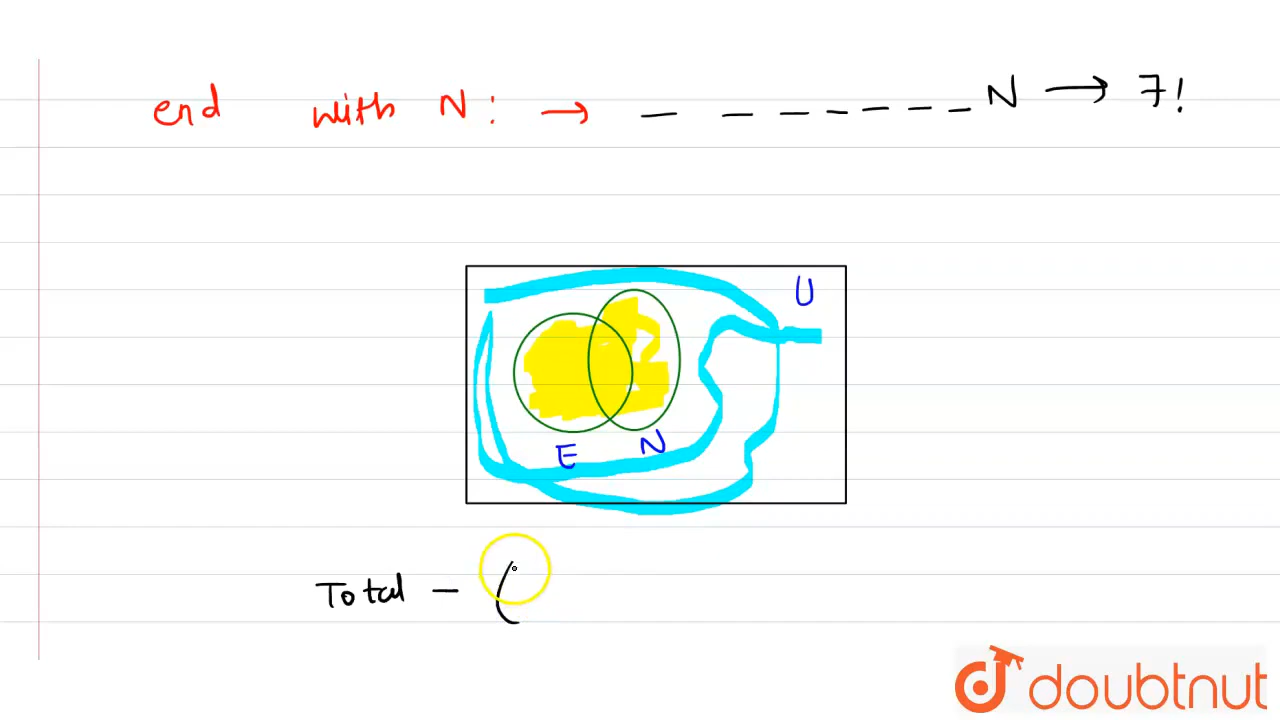 end with N: → _ _ _ _ _ _ _ N → 7!
U
E N
Total - (
doubtnut